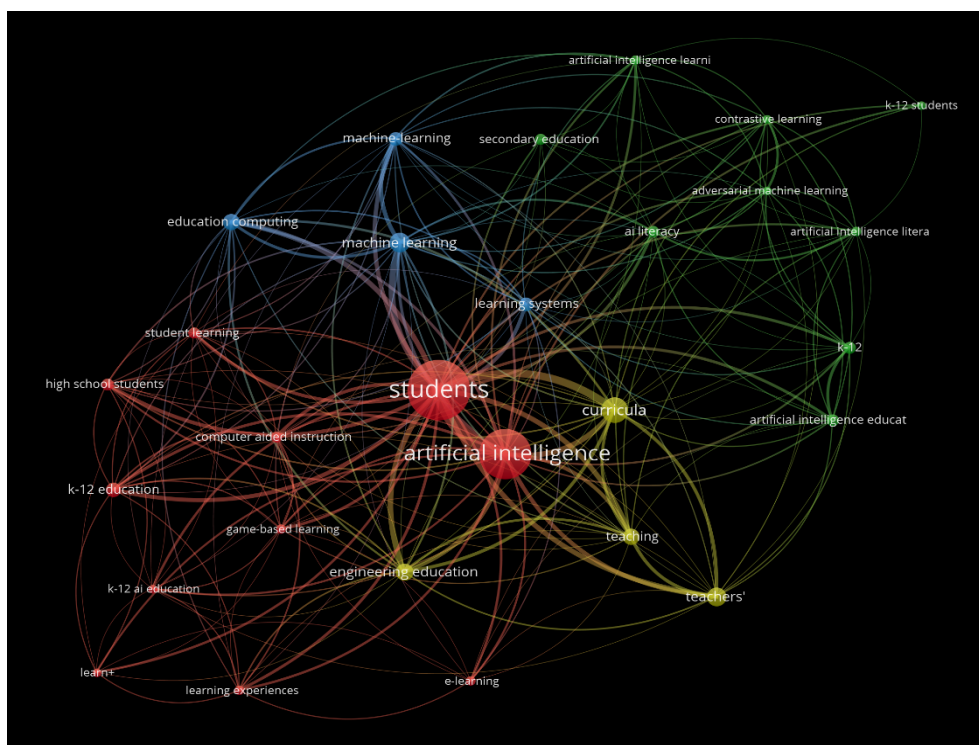 artificial intelligence learni
k-12 students
contrastive learning
machine-learning
secondary education
adversarial machine learning
education computing
ai literacy
artificial intelligence litera
machine learning
learning systems
student learning
k-12
high school students
students
curricula
artificial intelligence educat
computer aided instruction
artificial intelligence
k-12 education
game-based learning
teaching
engineering education
k-12 ai education
teachers'
learn+
e-learning
learning experiences